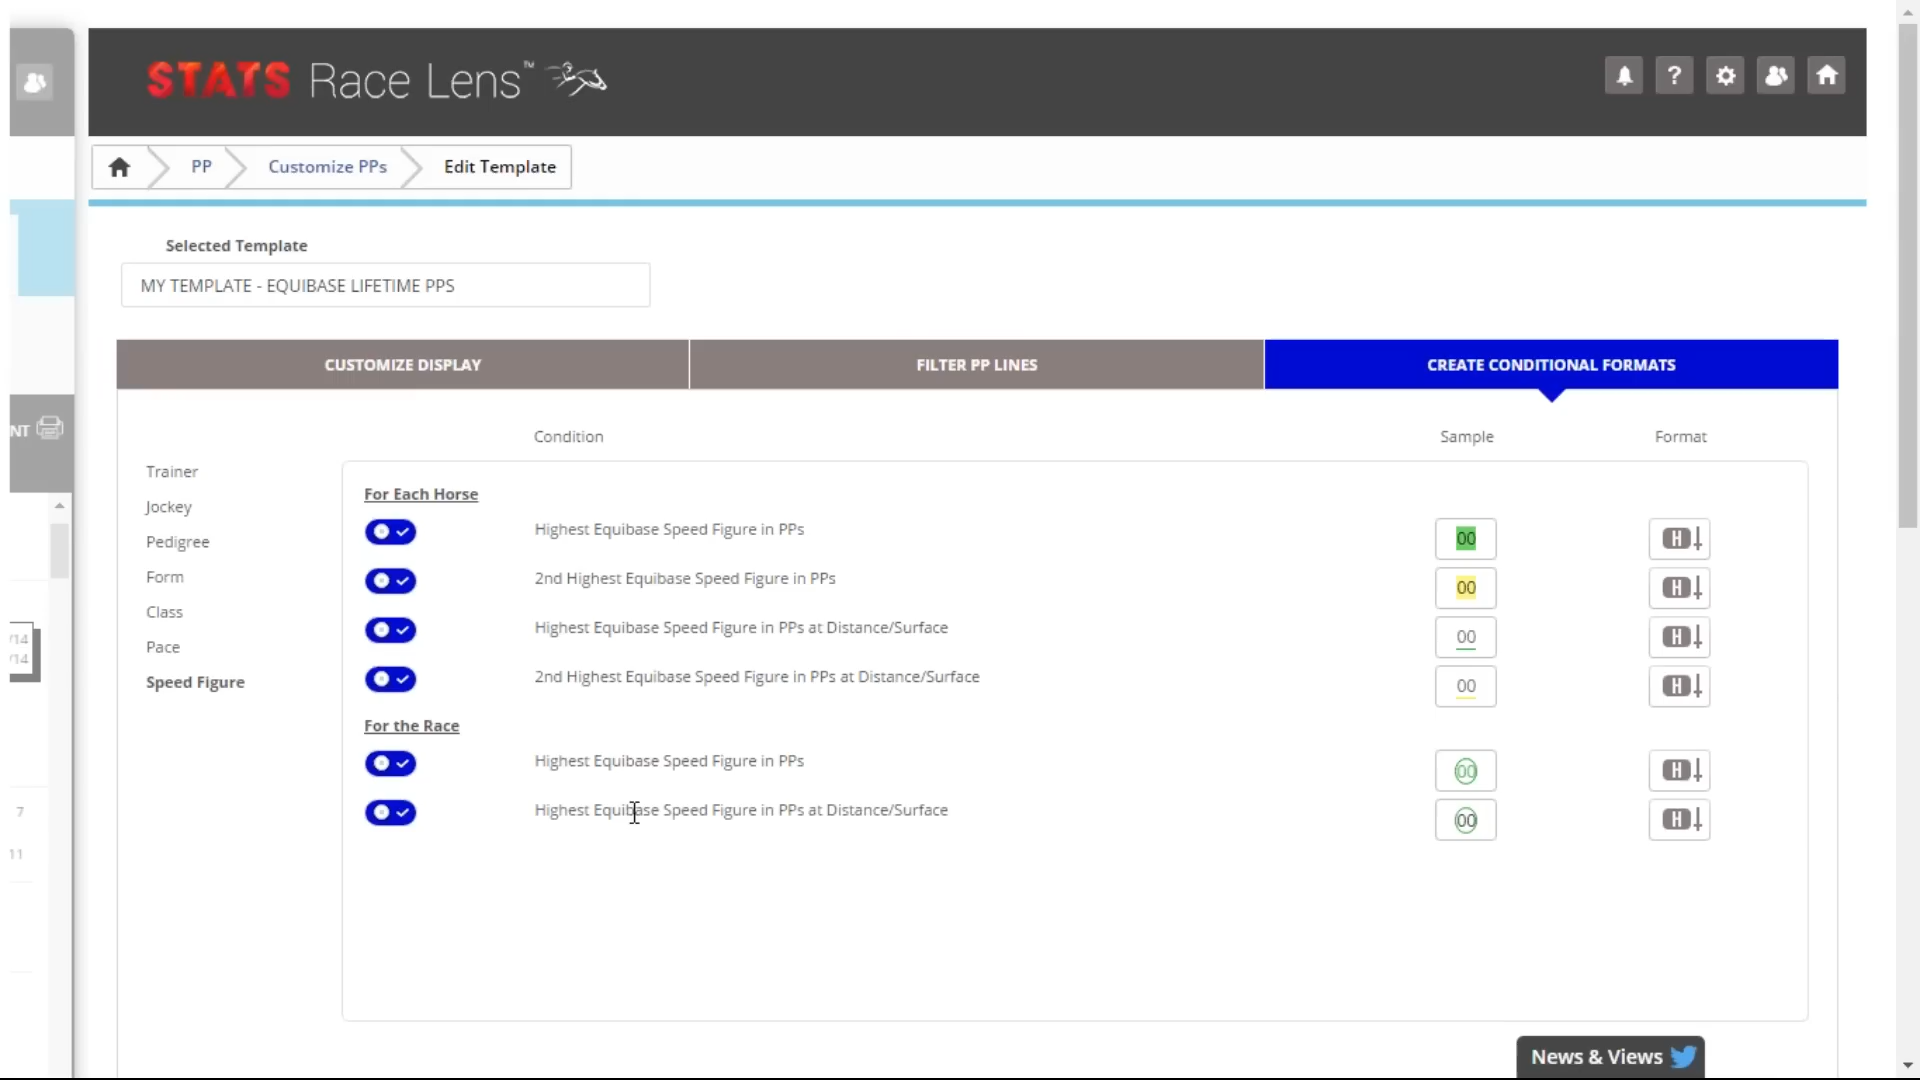 STATS Race Lens™
PP
Customize PPs
Edit Template
Selected Template
MY TEMPLATE - EQUIBASE LIFETIME PPS
CUSTOMIZE DISPLAY
FILTER PP LINES
CREATE CONDITIONAL FORMATS
Condition
Sample
Format
NT
Trainer
Jockey
Pedigree
Form
Class
Pace
Speed Figure
For Each Horse
Highest Equibase Speed Figure in PPs
00
H
2nd Highest Equibase Speed Figure in PPs
00
H
Highest Equibase Speed Figure in PPs at Distance/Surface
00
H
2nd Highest Equibase Speed Figure in PPs at Distance/Surface
00
H
For the Race
Highest Equibase Speed Figure in PPs
00
H
Highest Equibase Speed Figure in PPs at Distance/Surface
00
H
/14
/14
7
11
News & Views